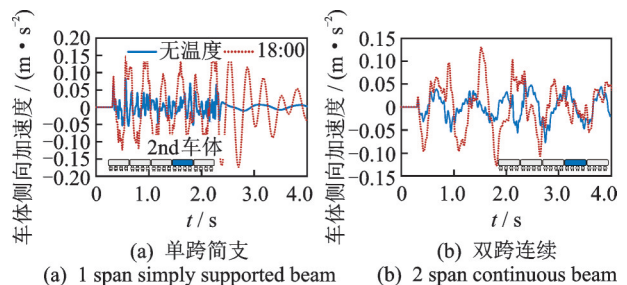 车体侧向加速度 / (m·s⁻²)
0.20
0.15
0.10
0.05
0
−0.05
−0.10
−0.15
−0.20
无温度 18:00
2nd车体
0 1.0 2.0 3.0 4.0
t / s
(a) 单跨简支
(a) 1 span simply supported beam
车体侧向加速度 / (m·s⁻²)
0.15
0.10
0.05
0
−0.05
−0.10
0.15
0 1.0 2.0 3.0 4.0
t / s
(b) 双跨连续
(b) 2 span continuous beam